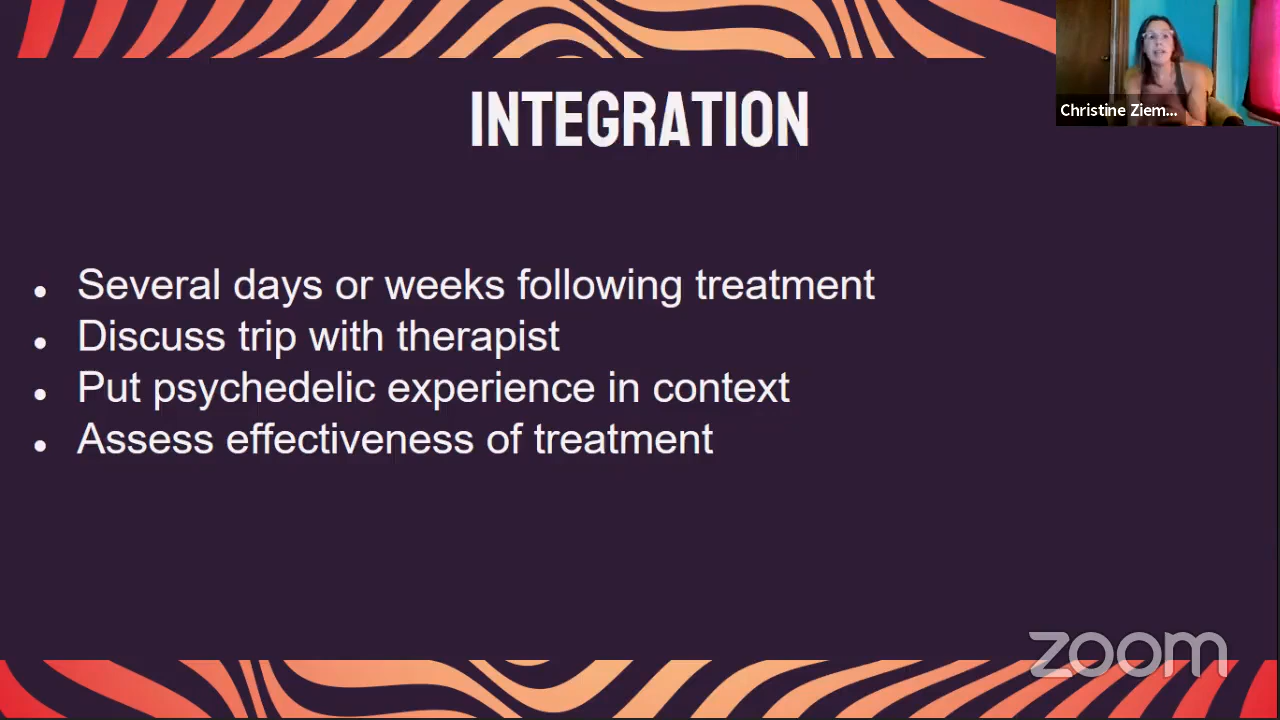 INTEGRATION
Christine Ziem...
• Several days or weeks following treatment
• Discuss trip with therapist
• Put psychedelic experience in context
• Assess effectiveness of treatment
zoom